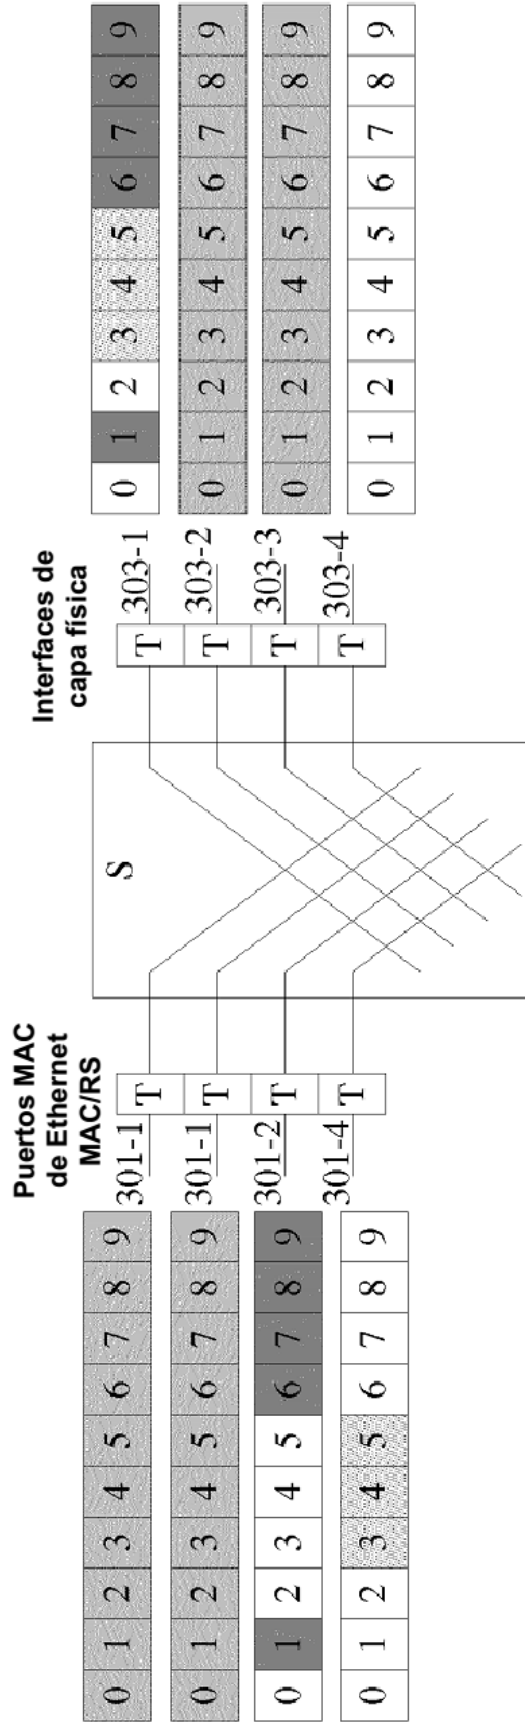 Puertos MAC
de Ethernet
MAC/RS
Interfaces de
capa física
0 1 2 3 4 5 6 7 8 9
301-1
T
S
T
303-1
0 1 2 3 4 5 6 7 8 9
0 1 2 3 4 5 6 7 8 9
301-1
T
T
303-2
0 1 2 3 4 5 6 7 8 9
0 1 2 3 4 5 6 7 8 9
301-2
T
T
303-3
0 1 2 3 4 5 6 7 8 9
0 1 2 3 4 5 6 7 8 9
301-4
T
T
303-4
0 1 2 3 4 5 6 7 8 9